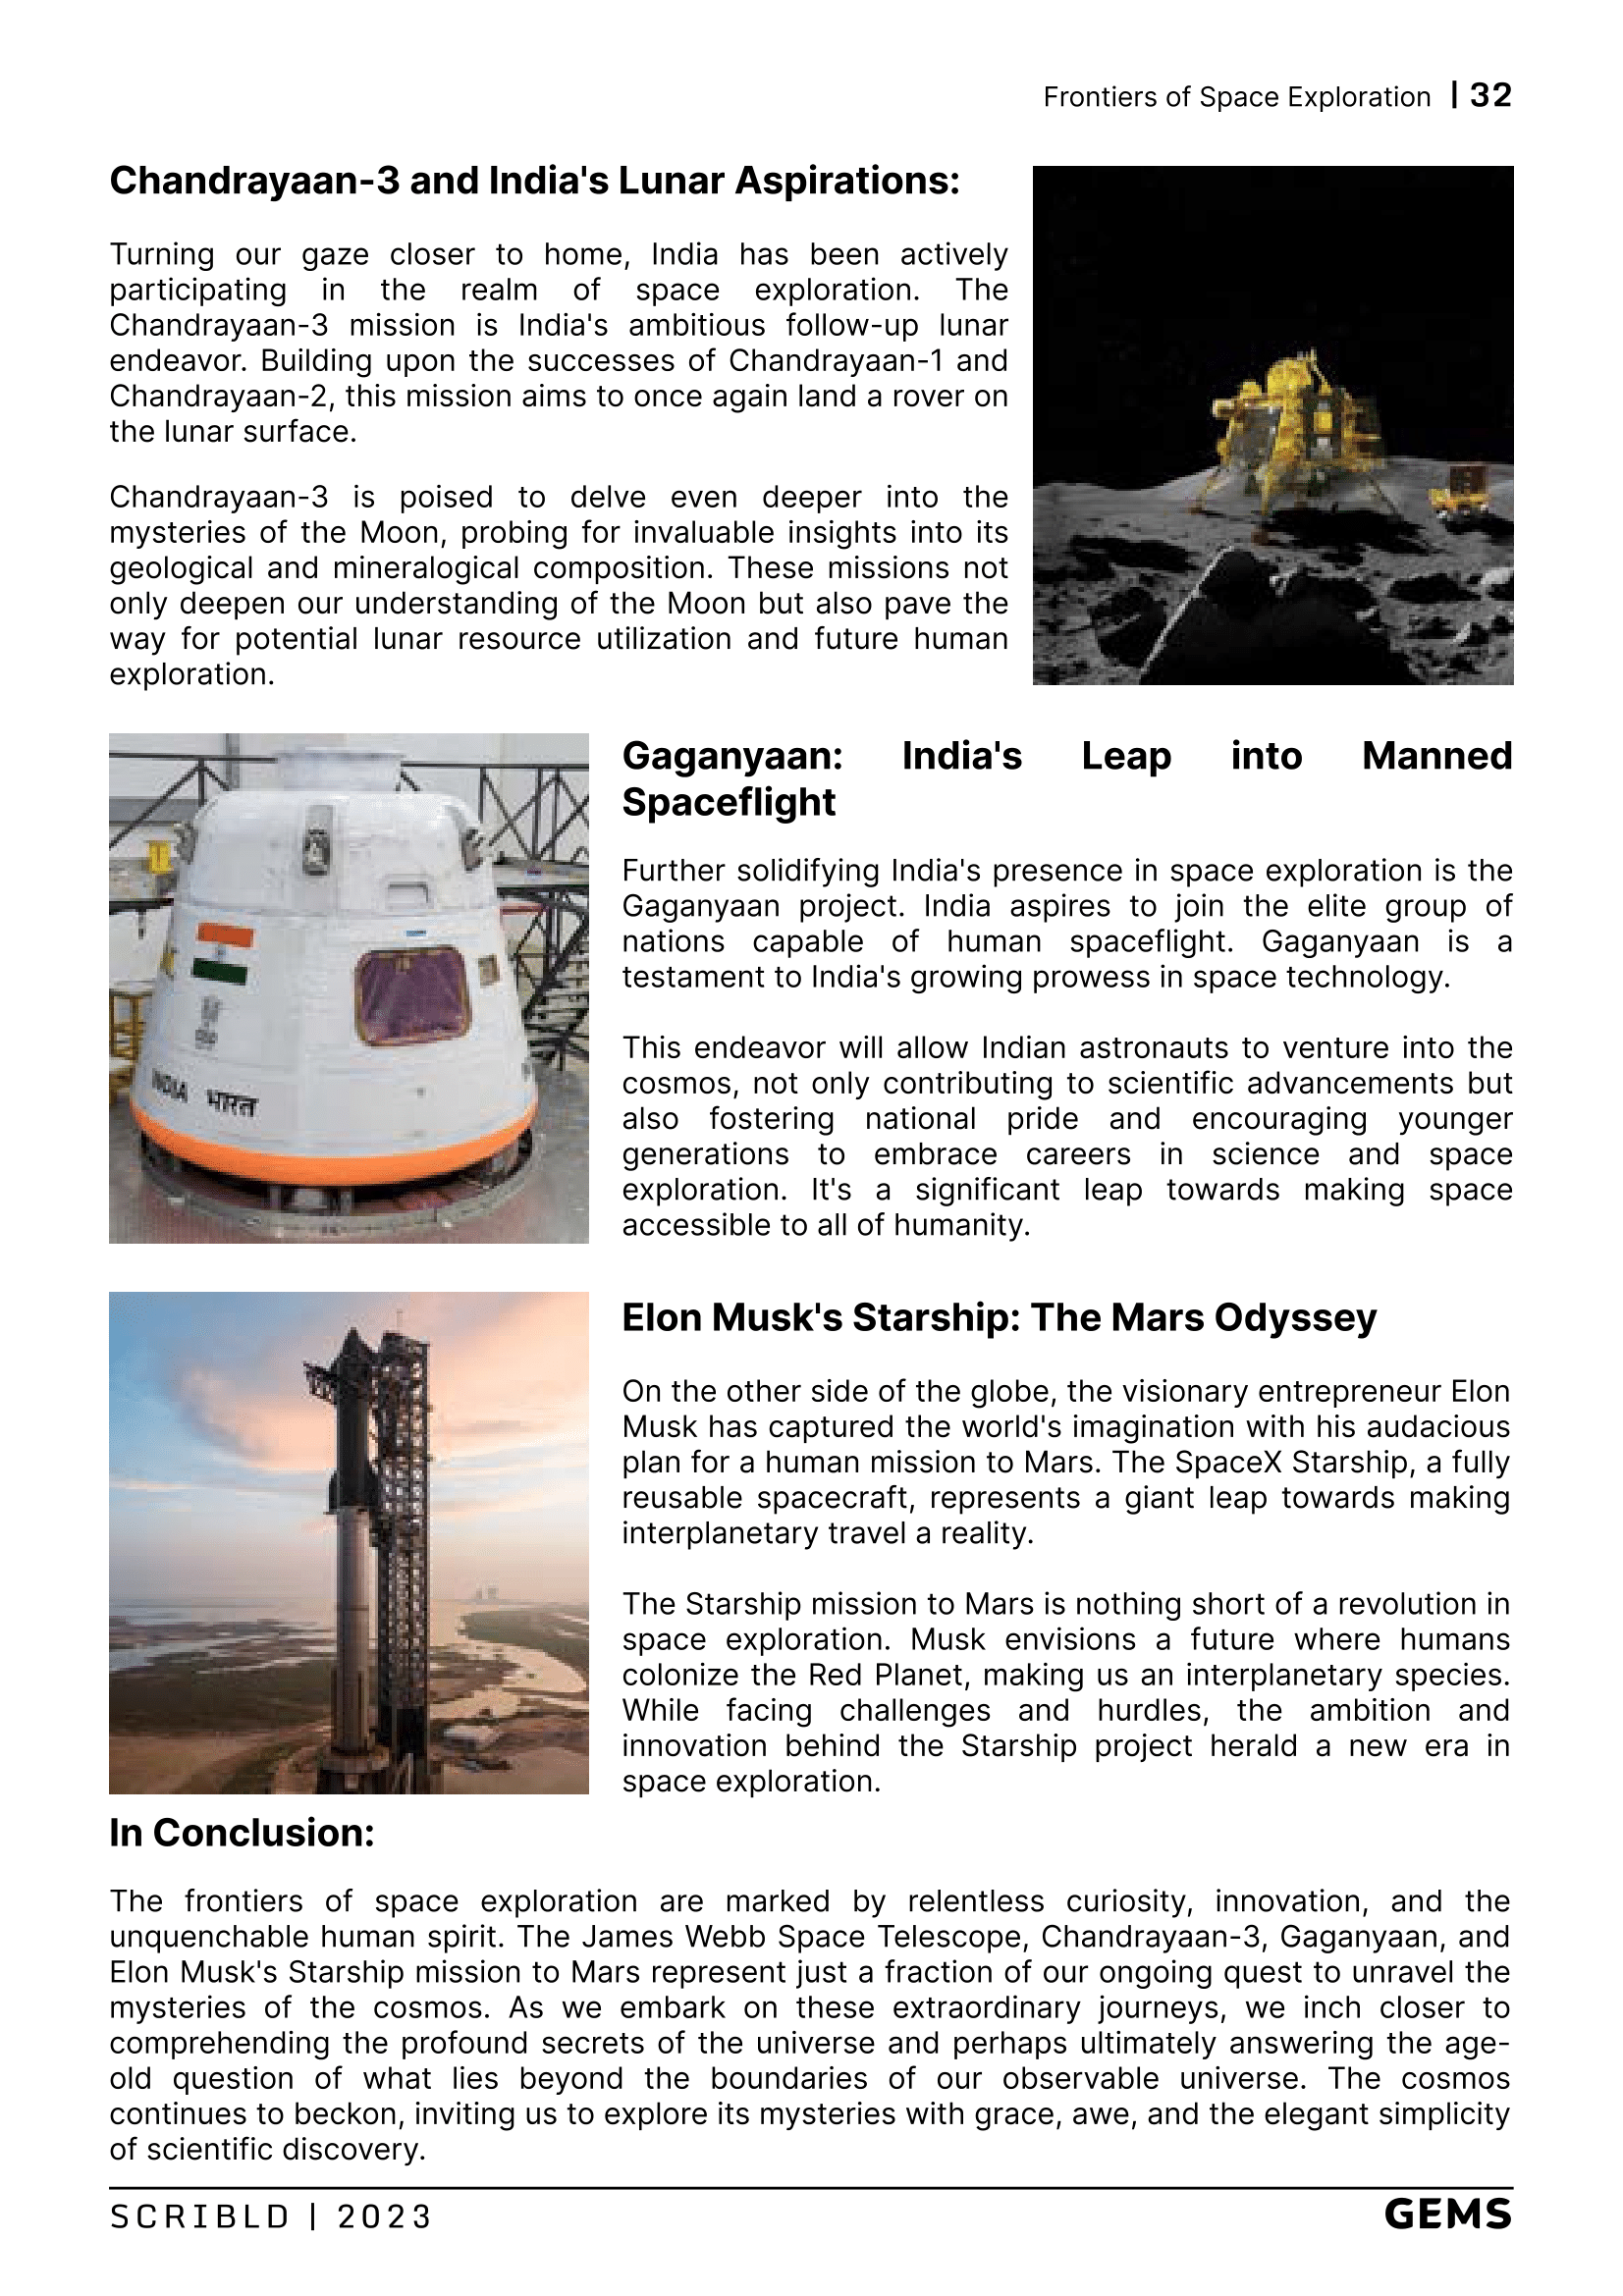 Frontiers of Space Exploration | 32
Chandrayaan-3 and India's Lunar Aspirations:
Turning our gaze closer to home, India has been actively
participating in the realm of space exploration. The
Chandrayaan-3 mission is India's ambitious follow-up lunar
endeavor. Building upon the successes of Chandrayaan-1 and
Chandrayaan-2, this mission aims to once again land a rover on
the lunar surface.
Chandrayaan-3 is poised to delve even deeper into the
mysteries of the Moon, probing for invaluable insights into its
geological and mineralogical composition. These missions not
only deepen our understanding of the Moon but also pave the
way for potential lunar resource utilization and future human
exploration.
INDIA भारत
Gaganyaan: India's Leap into Manned
Spaceflight
Further solidifying India's presence in space exploration is the
Gaganyaan project. India aspires to join the elite group of
nations capable of human spaceflight. Gaganyaan is a
testament to India's growing prowess in space technology.
This endeavor will allow Indian astronauts to venture into the
cosmos, not only contributing to scientific advancements but
also fostering national pride and encouraging younger
generations to embrace careers in science and space
exploration. It's a significant leap towards making space
accessible to all of humanity.
Elon Musk's Starship: The Mars Odyssey
On the other side of the globe, the visionary entrepreneur Elon
Musk has captured the world's imagination with his audacious
plan for a human mission to Mars. The SpaceX Starship, a fully
reusable spacecraft, represents a giant leap towards making
interplanetary travel a reality.
The Starship mission to Mars is nothing short of a revolution in
space exploration. Musk envisions a future where humans
colonize the Red Planet, making us an interplanetary species.
While facing challenges and hurdles, the ambition and
innovation behind the Starship project herald a new era in
space exploration.
In Conclusion:
The frontiers of space exploration are marked by relentless curiosity, innovation, and the
unquenchable human spirit. The James Webb Space Telescope, Chandrayaan-3, Gaganyaan, and
Elon Musk's Starship mission to Mars represent just a fraction of our ongoing quest to unravel the
mysteries of the cosmos. As we embark on these extraordinary journeys, we inch closer to
comprehending the profound secrets of the universe and perhaps ultimately answering the age-
old question of what lies beyond the boundaries of our observable universe. The cosmos
continues to beckon, inviting us to explore its mysteries with grace, awe, and the elegant simplicity
of scientific discovery.
SCRIBLD | 2023
GEMS